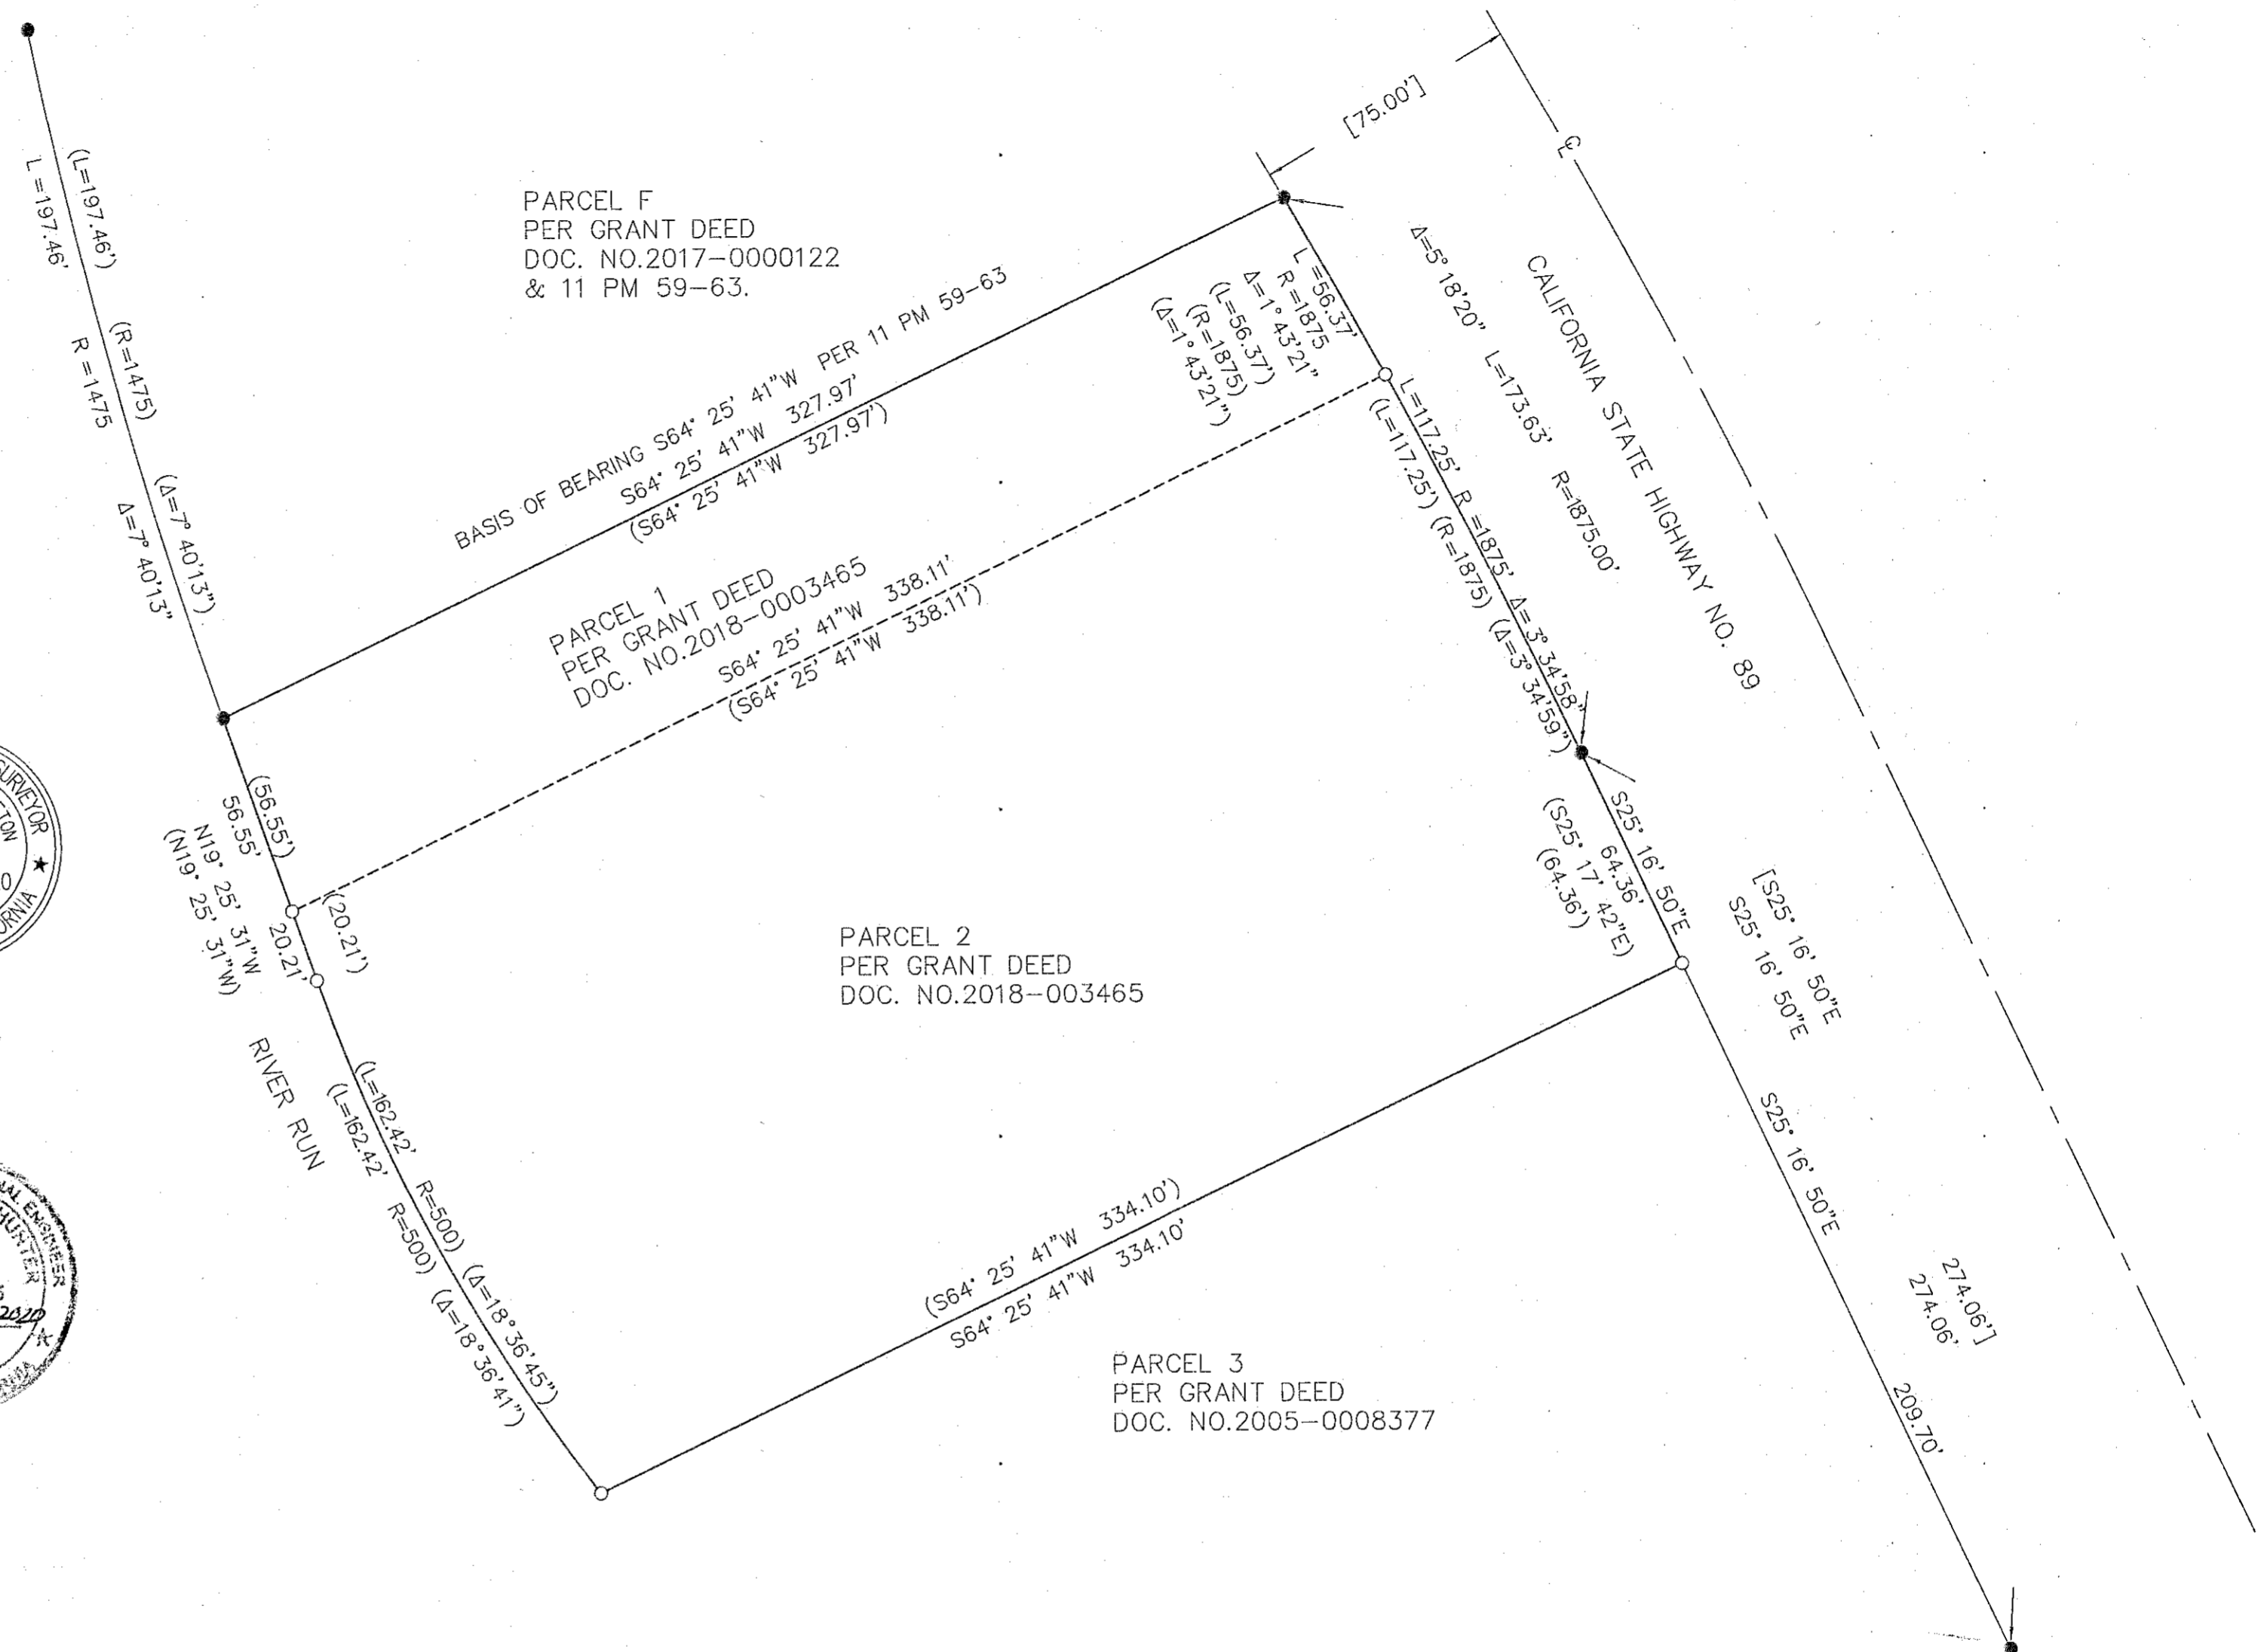 [75.00']
℄
PARCEL F
PER GRANT DEED
DOC. NO.2017-0000122
& 11 PM 59-63.
(L=197.46')
L =197.46'
(R=1475)
R =1475
(Δ=7° 40'13")
Δ=7° 40'13"
BASIS OF BEARING S64° 25' 41"W PER 11 PM 59-63
S64° 25' 41"W 327.97'
(S64° 25' 41"W 327.97')
L =56.37'
R =1875
Δ=1° 43'21"
(L=56.37')
(R=1875)
(Δ=1° 43'21")
Δ=5° 18'20" L=173.63' R=1875.00'
CALIFORNIA STATE HIGHWAY NO. 89
L=117.25' R =1875' Δ= 3° 34'58"
(L=117.25') (R=1875) (Δ=3° 34'59")
PARCEL 1
PER GRANT DEED
DOC. NO.2018-0003465
S64° 25' 41"W 338.11'
(S64° 25' 41"W 338.11')
(56.55')
56.55'
N19° 25' 31"W
(N19° 25' 31"W)
(20.21')
20.21'
S25° 16' 50"E
64.36'
(S25° 17' 42"E)
(64.36')
[S25° 16' 50"E
S25° 16' 50"E
PARCEL 2
PER GRANT DEED
DOC. NO.2018-003465
RIVER RUN
(L=162.42' R=500) (Δ=18°36'45")
(L=162.42' R=500) (Δ=18°36'41")
(S64° 25' 41"W 334.10')
S64° 25' 41"W 334.10'
S25° 16' 50"E
209.70'
274.06']
274.06'
PARCEL 3
PER GRANT DEED
DOC. NO.2005-0008377
SURVEYOR
ENGINEER
HUNTER